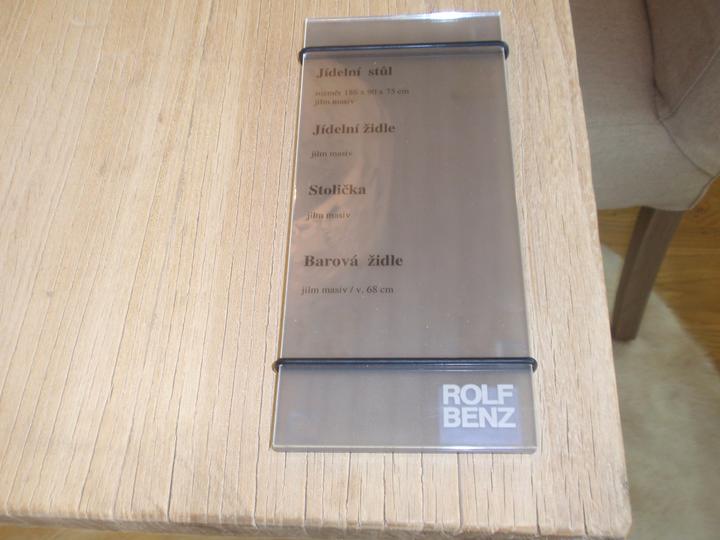 Jídelní stůl
rozměr 186 x 90 x 75 cm
jilm masiv
Jídelní židle
jilm masiv
Stolička
jilm masiv
Barová židle
jilm masiv / v. 68 cm
ROLF
BENZ